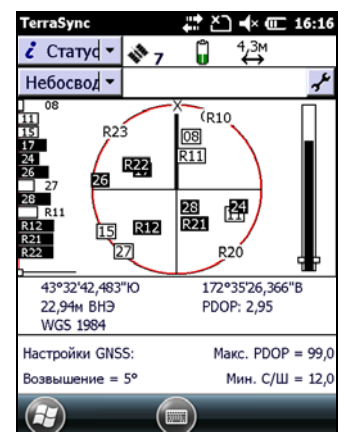 TerraSync 16:16
i Статус 7 4,3м
Небосвод
08
11
15
17
24
26
27
28
R11
R12
R21
R22
X
R10
R23
08
R11
R22
17
26
28
24
11
R21
R12
15
27
R20
43°32'42,483"Ю 172°35'26,366"В
22,94м ВНЭ PDOP: 2,95
WGS 1984
Настройки GNSS: Макс. PDOP = 99,0
Возвышение = 5° Мин. С/Ш = 12,0